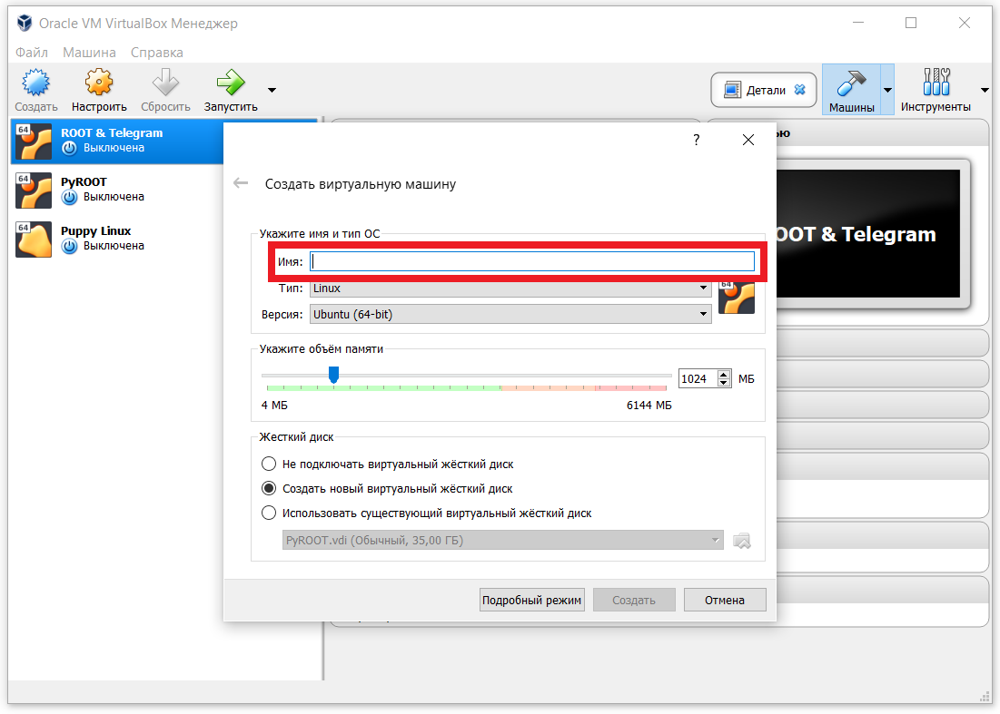 Oracle VM VirtualBox Менеджер
Файл Машина Справка
Создать Настроить Сбросить Запустить Детали Машины Инструменты
64 ROOT & Telegram
Выключена
64 PyROOT
Выключена
64 Puppy Linux
Выключена
ью
OOT & Telegram
?
Создать виртуальную машину
Укажите имя и тип ОС
Имя:
Тип: Linux
64
Версия: Ubuntu (64-bit)
Укажите объём памяти
1024 МБ
4 МБ 6144 МБ
Жесткий диск
Не подключать виртуальный жёсткий диск
Создать новый виртуальный жёсткий диск
Использовать существующий виртуальный жёсткий диск
PyROOT.vdi (Обычный, 35,00 ГБ)
Подробный режим Создать Отмена